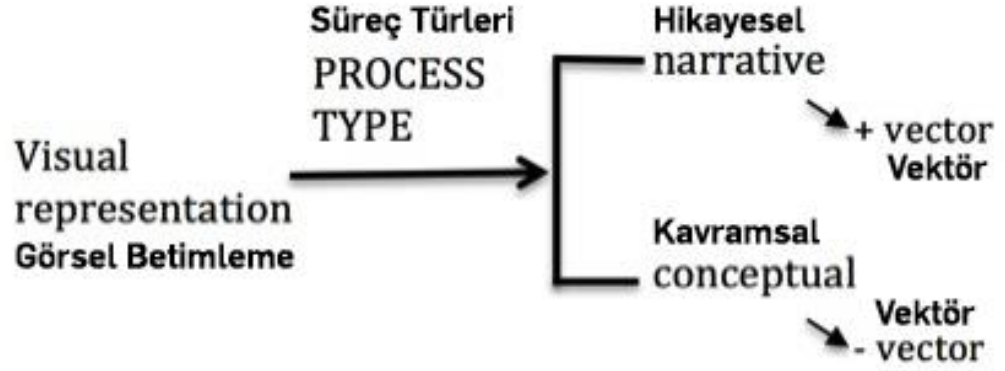 Süreç Türleri
PROCESS
TYPE
Visual
representation
Görsel Betimleme
Hikayesel
narrative
+ vector
Vektör
Kavramsal
conceptual
Vektör
- vector